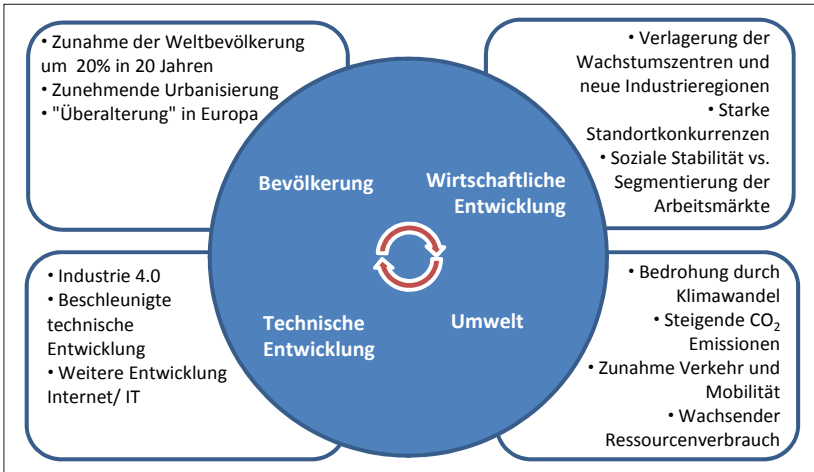 • Zunahme der Weltbevölkerung
um 20% in 20 Jahren
• Zunehmende Urbanisierung
• "Überalterung" in Europa
• Verlagerung der
Wachstumszentren und
neue Industrieregionen
• Starke
Standortkonkurrenzen
• Soziale Stabilität vs.
Segmentierung der
Arbeitsmärkte
Bevölkerung
Wirtschaftliche
Entwicklung
Technische
Entwicklung
Umwelt
• Industrie 4.0
• Beschleunigte
technische
Entwicklung
• Weitere Entwicklung
Internet/ IT
• Bedrohung durch
Klimawandel
• Steigende CO₂
Emissionen
• Zunahme Verkehr und
Mobilität
• Wachsender
Ressourcenverbrauch